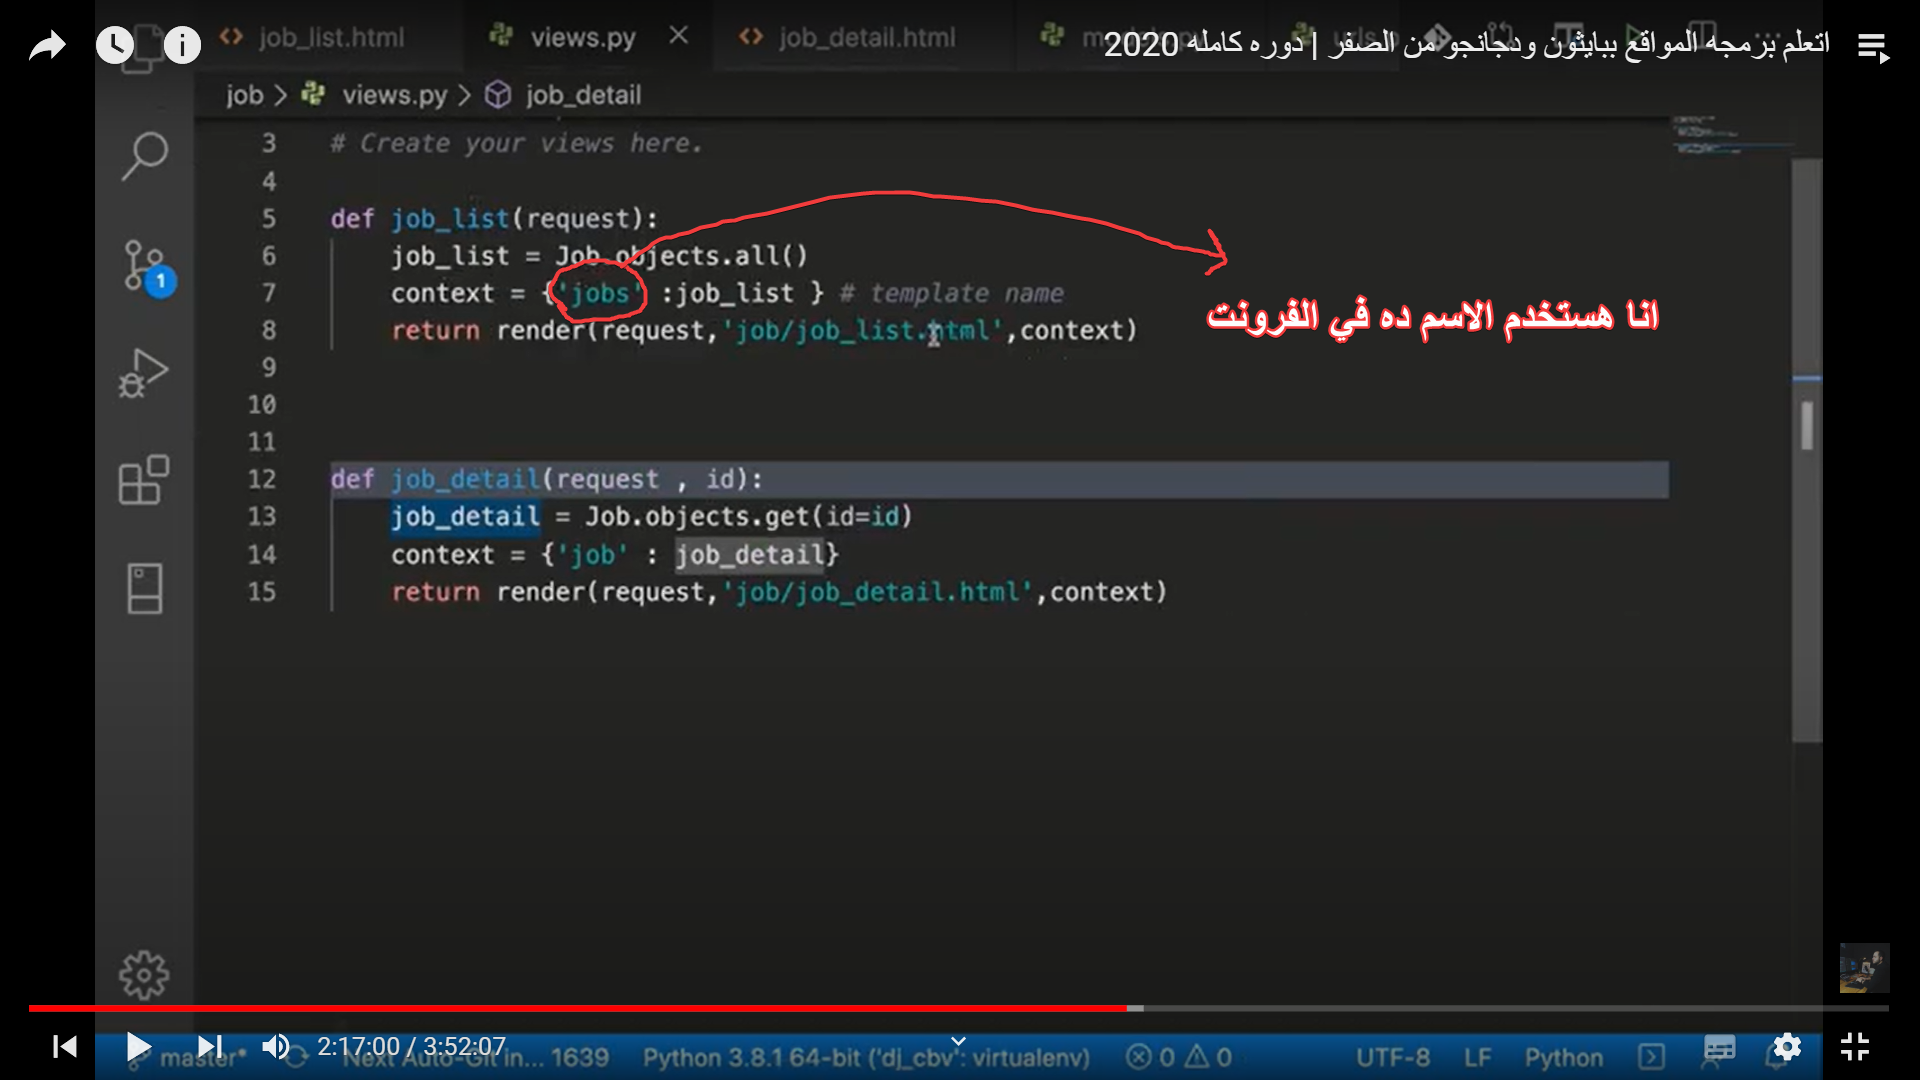 job_list.html views.py job_detail.html
اتعلم برمجه المواقع ببايثون ودجانجو من الصفر | دوره كامله 2020
job > views.py > job_detail
3 # Create your views here.
4
5 def job_list(request):
6 job_list = Job.objects.all()
7 context = {'jobs' :job_list } # template name
8 return render(request,'job/job_list.html',context)
انا هستخدم الاسم ده في الفرونت
9
10
11
12 def job_detail(request , id):
13 job_detail = Job.objects.get(id=id)
14 context = {'job' : job_detail}
15 return render(request,'job/job_detail.html',context)
1
2:17:00 / 3:52:07
master* Next Auto-Git in... 1639 Python 3.8.1 64-bit ('dj_cbv': virtualenv) 0 0 UTF-8 LF Python